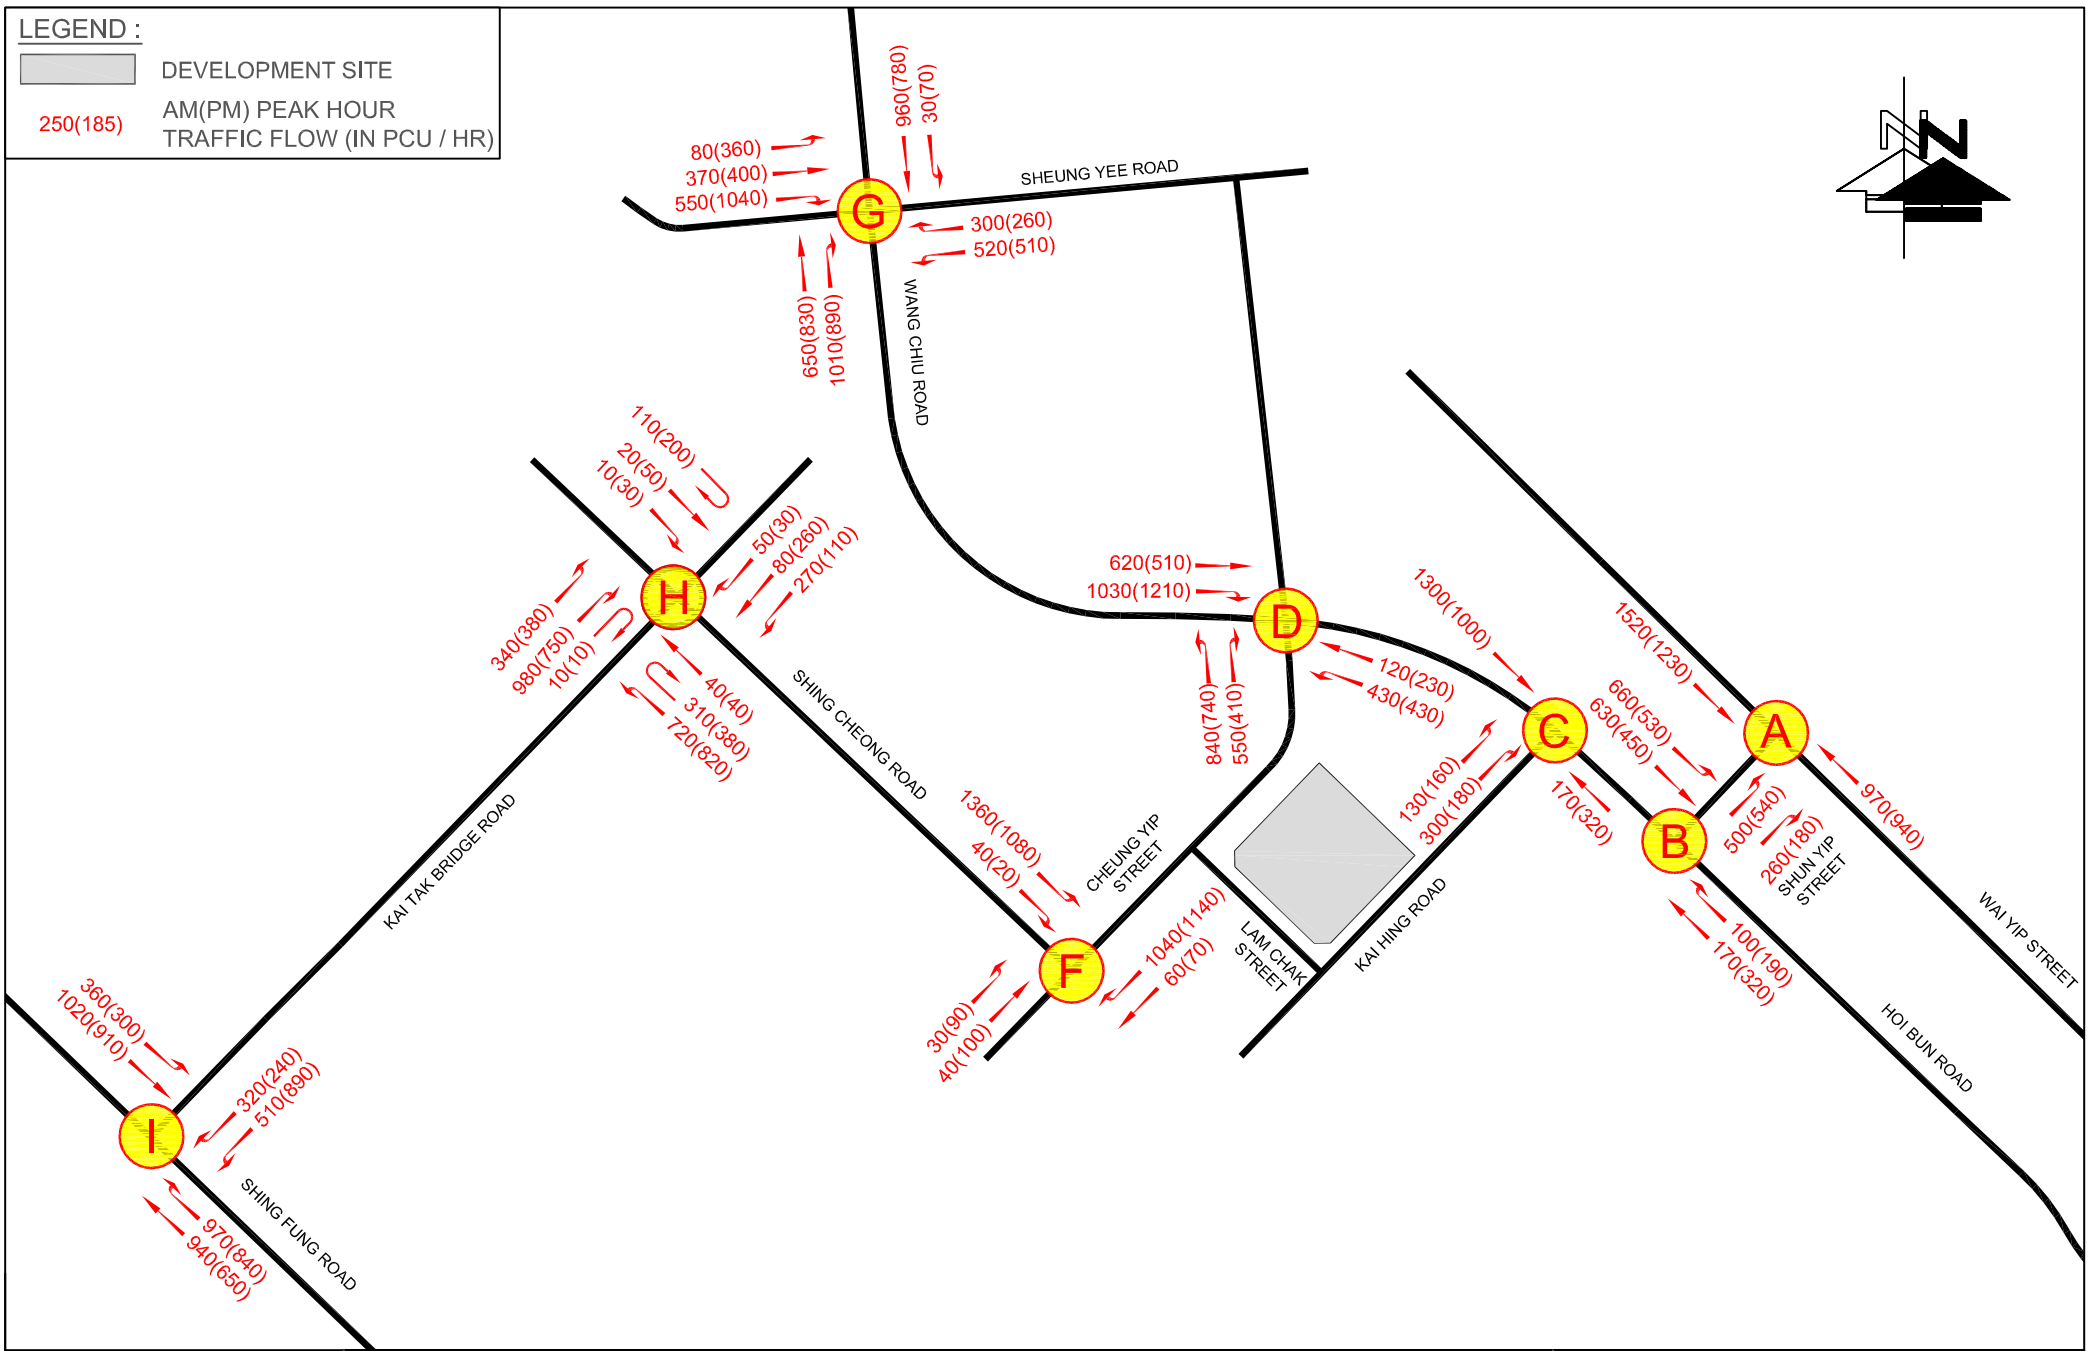 LEGEND :
DEVELOPMENT SITE
250(185)
AM(PM) PEAK HOUR
TRAFFIC FLOW (IN PCU / HR)
N
960(780)
30(70)
80(360)
370(400)
550(1040)
G
SHEUNG YEE ROAD
300(260)
520(510)
650(830)
1010(890)
WANG CHIU ROAD
110(200)
20(50)
10(30)
H
50(30)
80(260)
270(110)
340(380)
980(750)
10(10)
40(40)
310(380)
720(820)
SHING CHEONG ROAD
KAI TAK BRIDGE ROAD
620(510)
1030(1210)
D
120(230)
430(430)
840(740)
550(410)
1300(1000)
C
130(160)
300(180)
170(320)
1520(1230)
A
970(940)
660(530)
630(450)
B
500(540)
260(180)
SHUN YIP
STREET
100(190)
170(320)
WAI YIP STREET
HOI BUN ROAD
1360(1080)
40(20)
F
CHEUNG YIP
STREET
1040(1140)
60(70)
30(90)
40(100)
LAM CHAK
STREET
KAI HING ROAD
360(300)
1020(910)
I
320(240)
510(890)
970(840)
940(650)
SHING FUNG ROAD